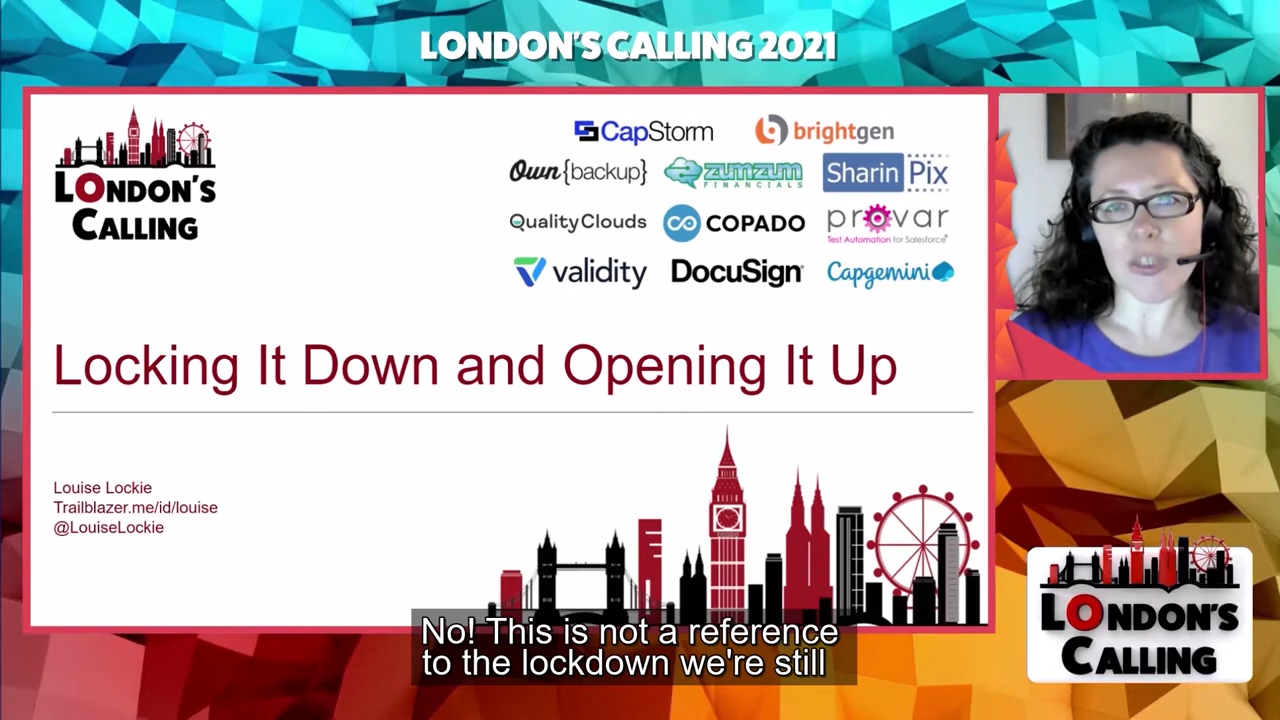 LONDON'S CALLING 2021
LONDON'S
CALLING
CapStorm
brightgen
Own{backup}
ZUMZUM
FINANCIALS
SharinPix
QualityClouds
COPADO
provar
Test Automation for Salesforce®
validity
DocuSign®
Capgemini
Locking It Down and Opening It Up
Louise Lockie
Trailblazer.me/id/louise
@LouiseLockie
No! This is not a reference
to the lockdown we're still
LONDON'S
CALLING